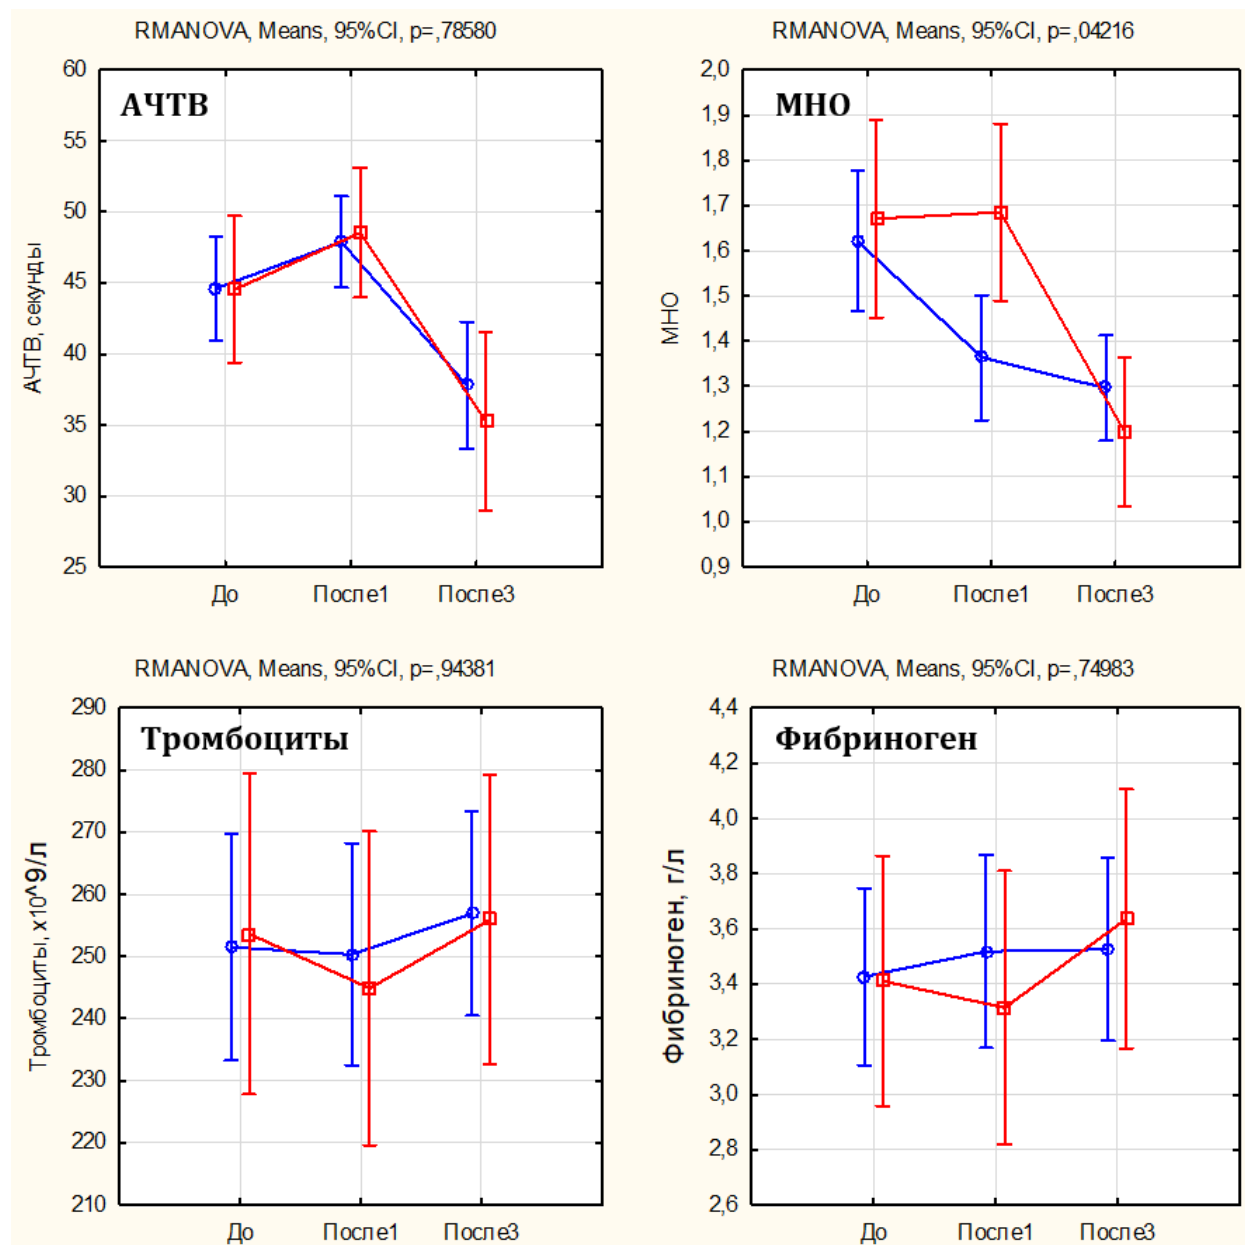 RMANOVA, Means, 95%CI, p=,78580
АЧТВ
60
55
50
45
40
35
30
25
АЧТВ, секунды
До
После1
После3
RMANOVA, Means, 95%CI, p=,04216
МНО
2,0
1,9
1,8
1,7
1,6
1,5
1,4
1,3
1,2
1,1
1,0
0,9
МНО
До
После1
После3
RMANOVA, Means, 95%CI, p=,94381
Тромбоциты
290
280
270
260
250
240
230
220
210
Тромбоциты, x10^9/л
До
После1
После3
RMANOVA, Means, 95%CI, p=,74983
Фибриноген
4,4
4,2
4,0
3,8
3,6
3,4
3,2
3,0
2,8
2,6
Фибриноген, г/л
До
После1
После3